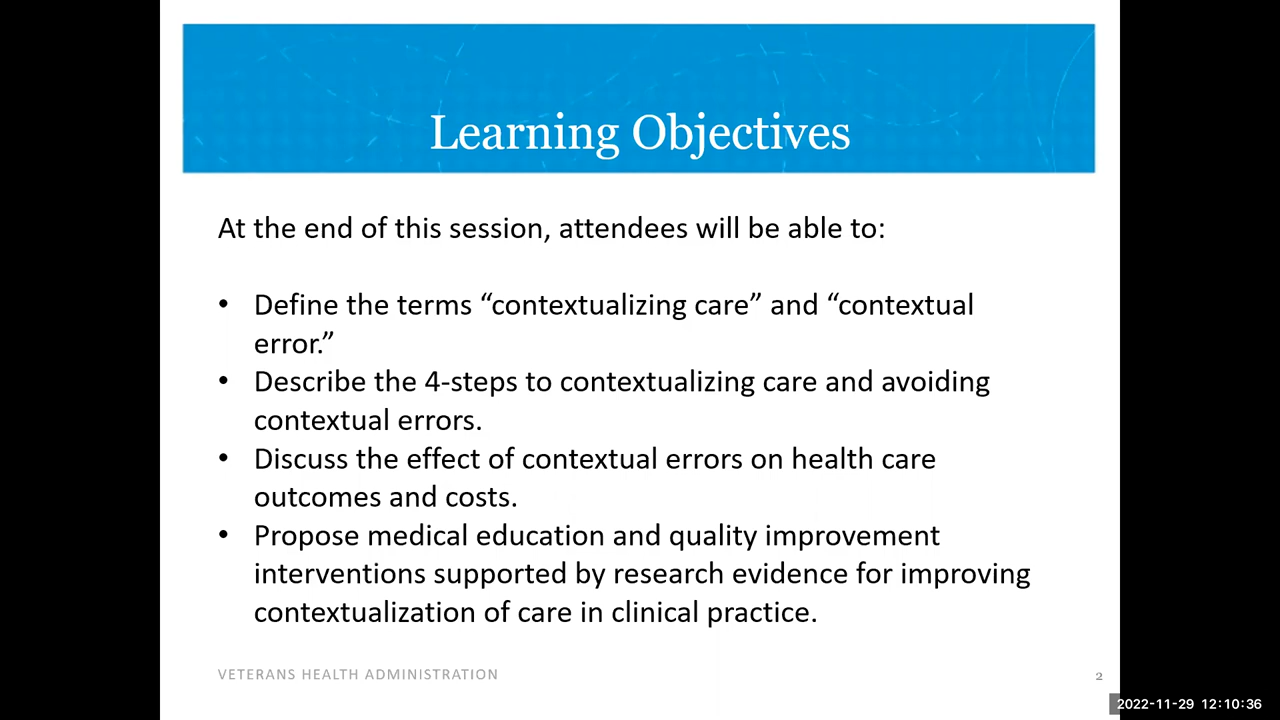 Learning Objectives
At the end of this session, attendees will be able to:
• Define the terms “contextualizing care” and “contextual
error.”
• Describe the 4-steps to contextualizing care and avoiding
contextual errors.
• Discuss the effect of contextual errors on health care
outcomes and costs.
• Propose medical education and quality improvement
interventions supported by research evidence for improving
contextualization of care in clinical practice.
VETERANS HEALTH ADMINISTRATION
2
2022-11-29 12:10:36